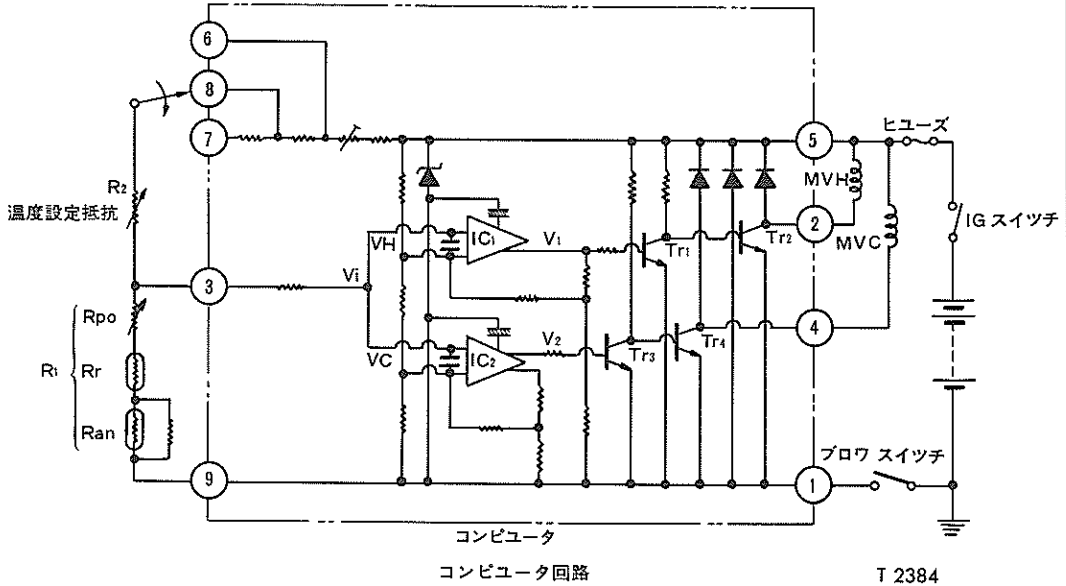 6
8
7
5
ヒューズ
MVH
R2
温度設定抵抗
2
IG スイッチ
MVC
VH
IC1
V1
Tr1
Tr2
Vi
3
Rpo
4
V2
IC2
VC
Tr3
Tr4
Ri
Rr
Ran
ブロワ スイッチ
9
1
コンピュータ
コンピュータ回路
T 2384